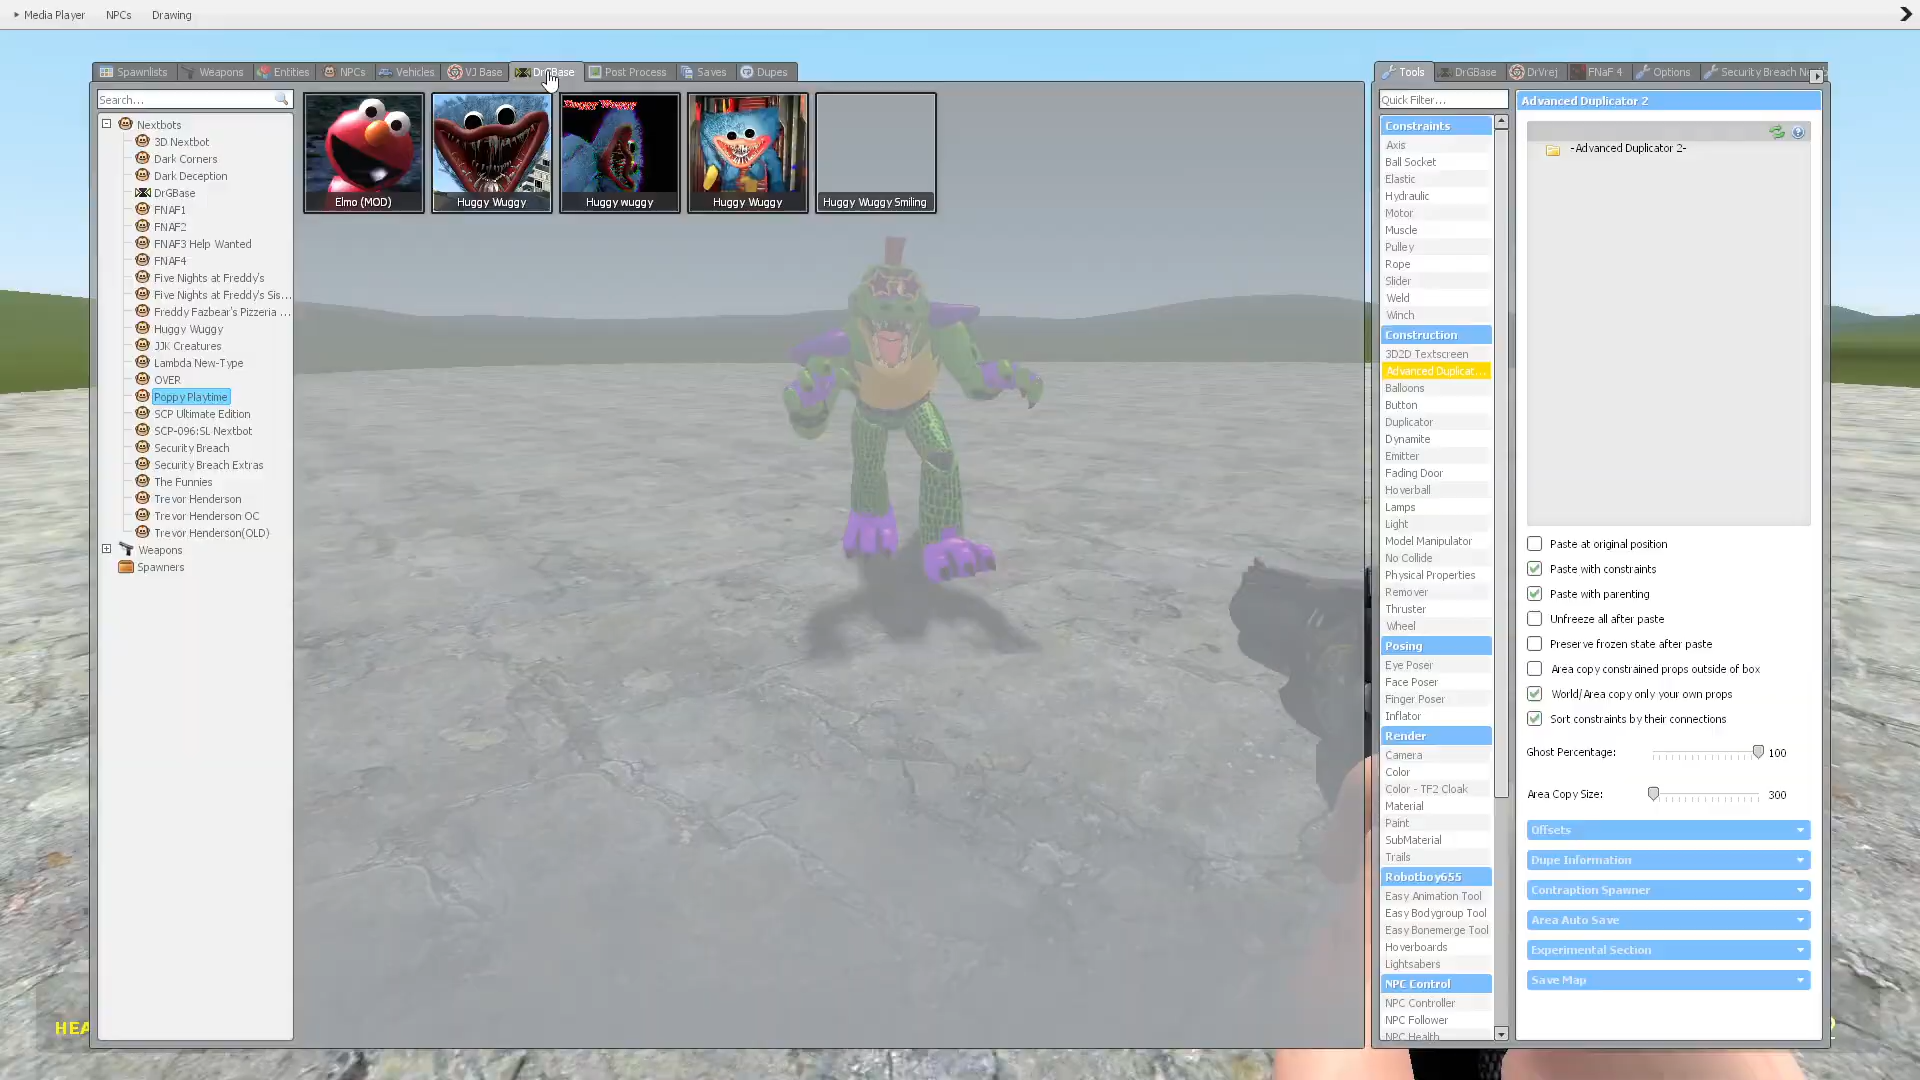 Media Player
NPCs
Drawing
Spawnlists
Weapons
Entities
NPCs
Vehicles
VJ Base
DrGBase
Post Process
Saves
Dupes
Search...
Nextbots
3D Nextbot
Dark Corners
Dark Deception
DrGBase
FNAF1
FNAF2
FNAF3 Help Wanted
FNAF4
Five Nights at Freddy's
Five Nights at Freddy's Sis...
Freddy Fazbear's Pizzeria ...
Huggy Wuggy
JJK Creatures
Lambda New-Type
OVER
Poppy Playtime
SCP Ultimate Edition
SCP-096:SL Nextbot
Security Breach
Security Breach Extras
The Funnies
Trevor Henderson
Trevor Henderson OC
Trevor Henderson(OLD)
Weapons
Spawners
Elmo (MOD)
Huggy Wuggy
Huggy Wuggy
Huggy wuggy
Huggy Wuggy
Huggy Wuggy Smiling
HEA
Tools
DrGBase
DrVrej
FNaF 4
Options
Security Breach
Quick Filter...
Constraints
Axis
Ball Socket
Elastic
Hydraulic
Motor
Muscle
Pulley
Rope
Slider
Weld
Winch
Construction
3D2D Textscreen
Advanced Duplicat...
Balloons
Button
Duplicator
Dynamite
Emitter
Fading Door
Hoverball
Lamps
Light
Model Manipulator
No Collide
Physical Properties
Remover
Thruster
Wheel
Posing
Eye Poser
Face Poser
Finger Poser
Inflator
Render
Camera
Color
Color - TF2 Cloak
Material
Paint
SubMaterial
Trails
Robotboy655
Easy Animation Tool
Easy Bodygroup Tool
Easy Bonemerge Tool
Hoverboards
Lightsabers
NPC Control
NPC Controller
NPC Follower
NPC Health
Advanced Duplicator 2
-Advanced Duplicator 2-
Paste at original position
Paste with constraints
Paste with parenting
Unfreeze all after paste
Preserve frozen state after paste
Area copy constrained props outside of box
World/Area copy only your own props
Sort constraints by their connections
Ghost Percentage: 100
Area Copy Size: 300
Offsets
Dupe Information
Contraption Spawner
Area Auto Save
Experimental Section
Save Map